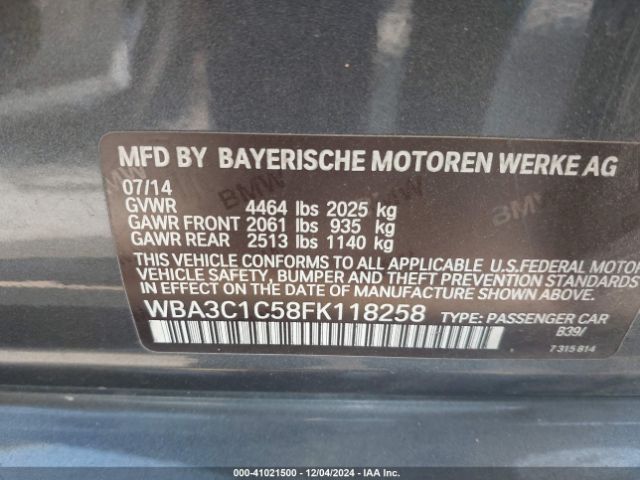 MFD BY BAYERISCHE MOTOREN WERKE AG
07/14
GVWR 4464 lbs 2025 kg
GAWR FRONT 2061 lbs 935 kg
GAWR REAR 2513 lbs 1140 kg
THIS VEHICLE CONFORMS TO ALL APPLICABLE U.S.FEDERAL MOTOR
VEHICLE SAFETY, BUMPER AND THEFT PREVENTION STANDARDS
IN EFFECT ON THE DATE OF MANUFACTURE SHOWN ABOVE.
WBA3C1C58FK118258 TYPE: PASSENGER CAR
B39/
7 315 814
000-41021500 - 12/04/2024 - IAA Inc.